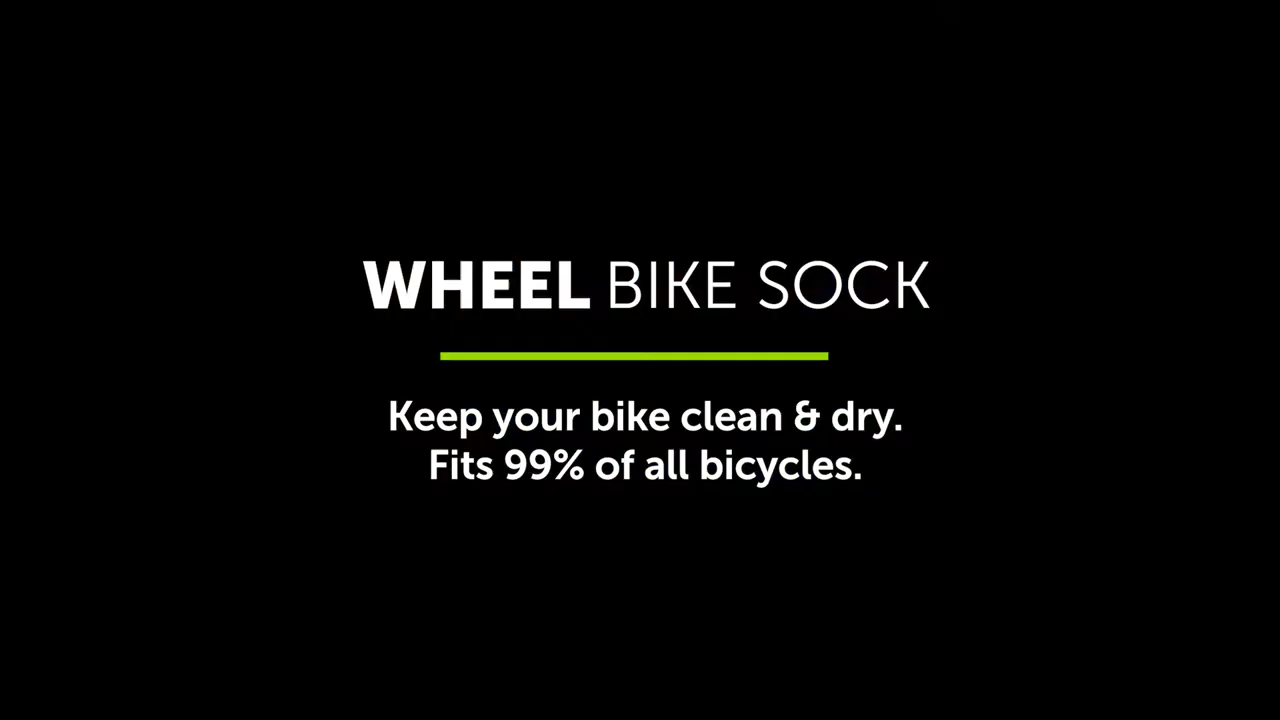 WHEEL BIKE SOCK
Keep your bike clean & dry.
Fits 99% of all bicycles.